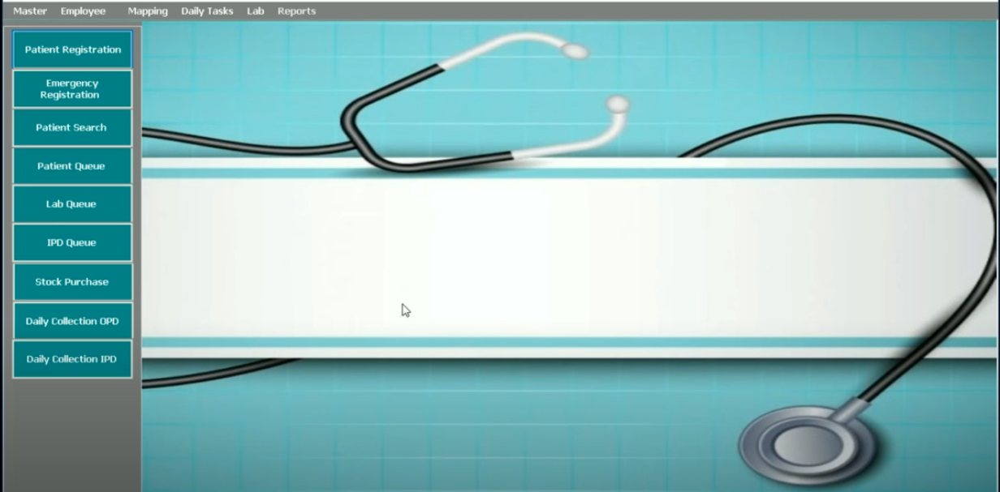 Master Employee Mapping Daily Tasks Lab Reports
Patient Registration
Emergency
Registration
Patient Search
Patient Queue
Lab Queue
IPD Queue
Stock Purchase
Daily Collection OPD
Daily Collection IPD